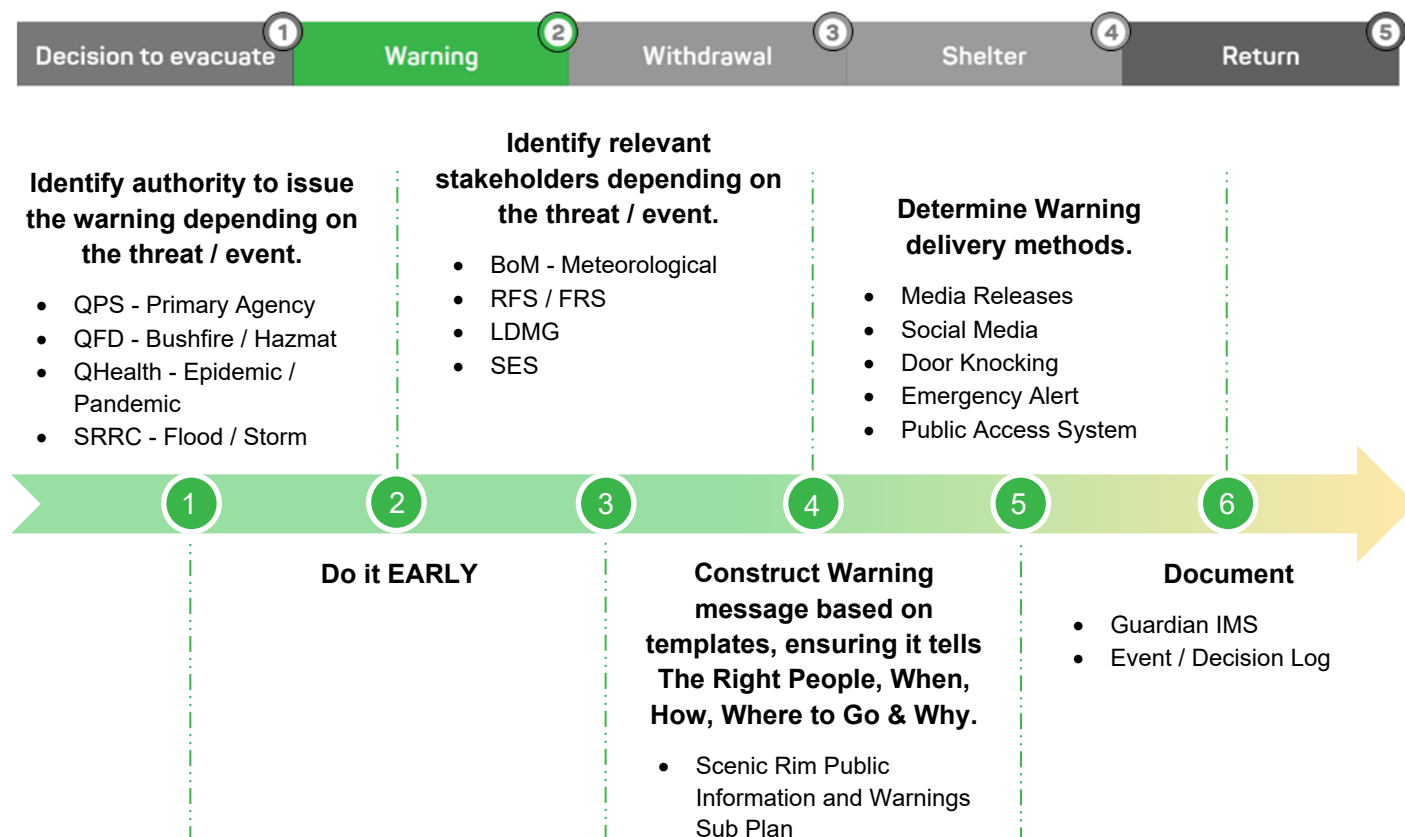 Decision to evacuate 1
Warning 2
Withdrawal 3
Shelter 4
Return 5
Identify authority to issue
the warning depending on
the threat / event.
• QPS - Primary Agency
• QFD - Bushfire / Hazmat
• QHealth - Epidemic /
Pandemic
• SRRC - Flood / Storm
Identify relevant
stakeholders depending on
the threat / event.
• BoM - Meteorological
• RFS / FRS
• LDMG
• SES
Determine Warning
delivery methods.
• Media Releases
• Social Media
• Door Knocking
• Emergency Alert
• Public Access System
1
2
3
4
5
6
Do it EARLY
Construct Warning
message based on
templates, ensuring it tells
The Right People, When,
How, Where to Go & Why.
• Scenic Rim Public
Information and Warnings
Sub Plan
Document
• Guardian IMS
• Event / Decision Log